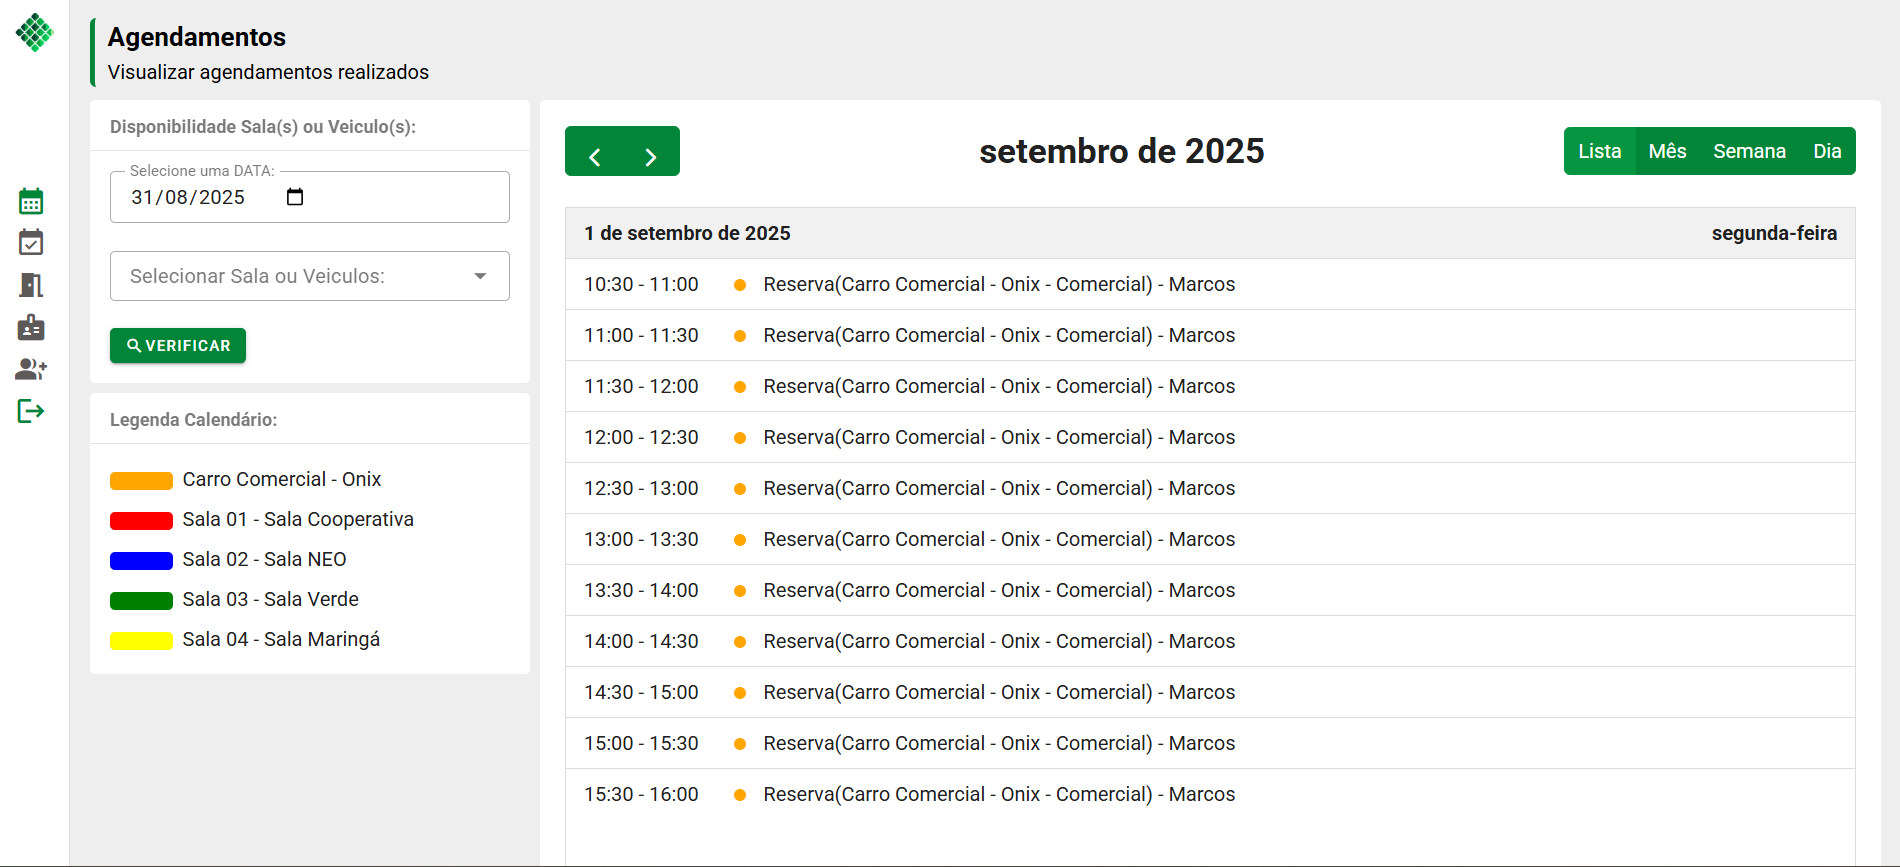 Agendamentos
Visualizar agendamentos realizados
Disponibilidade Sala(s) ou Veiculo(s):
Selecione uma DATA:
31/08/2025
Selecionar Sala ou Veiculos:
VERIFICAR
Legenda Calendário:
Carro Comercial - Onix
Sala 01 - Sala Cooperativa
Sala 02 - Sala NEO
Sala 03 - Sala Verde
Sala 04 - Sala Maringá
setembro de 2025
Lista Mês Semana Dia
1 de setembro de 2025 segunda-feira
10:30 - 11:00 Reserva(Carro Comercial - Onix - Comercial) - Marcos
11:00 - 11:30 Reserva(Carro Comercial - Onix - Comercial) - Marcos
11:30 - 12:00 Reserva(Carro Comercial - Onix - Comercial) - Marcos
12:00 - 12:30 Reserva(Carro Comercial - Onix - Comercial) - Marcos
12:30 - 13:00 Reserva(Carro Comercial - Onix - Comercial) - Marcos
13:00 - 13:30 Reserva(Carro Comercial - Onix - Comercial) - Marcos
13:30 - 14:00 Reserva(Carro Comercial - Onix - Comercial) - Marcos
14:00 - 14:30 Reserva(Carro Comercial - Onix - Comercial) - Marcos
14:30 - 15:00 Reserva(Carro Comercial - Onix - Comercial) - Marcos
15:00 - 15:30 Reserva(Carro Comercial - Onix - Comercial) - Marcos
15:30 - 16:00 Reserva(Carro Comercial - Onix - Comercial) - Marcos